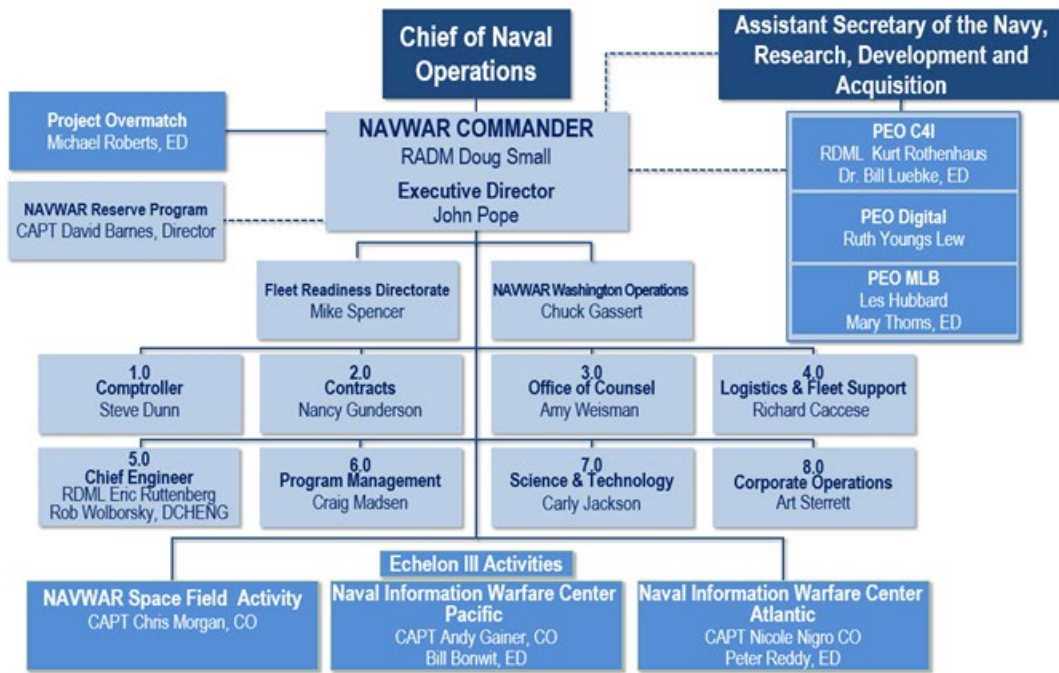 Chief of Naval
Operations
Assistant Secretary of the Navy,
Research, Development and
Acquisition
Project Overmatch
Michael Roberts, ED
NAVWAR COMMANDER
RADM Doug Small
Executive Director
John Pope
PEO C4I
RDML Kurt Rothenhaus
Dr. Bill Luebke, ED
NAVWAR Reserve Program
CAPT David Barnes, Director
PEO Digital
Ruth Youngs Lew
PEO MLB
Les Hubbard
Mary Thoms, ED
Fleet Readiness Directorate
Mike Spencer
NAVWAR Washington Operations
Chuck Gassert
1.0
Comptroller
Steve Dunn
2.0
Contracts
Nancy Gunderson
3.0
Office of Counsel
Amy Weisman
4.0
Logistics & Fleet Support
Richard Caccese
5.0
Chief Engineer
RDML Eric Ruttenberg
Rob Wolborsky, DCHENG
6.0
Program Management
Craig Madsen
7.0
Science & Technology
Carly Jackson
8.0
Corporate Operations
Art Sterrett
Echelon III Activities
NAVWAR Space Field Activity
CAPT Chris Morgan, CO
Naval Information Warfare Center
Pacific
CAPT Andy Gainer, CO
Bill Bonwit, ED
Naval Information Warfare Center
Atlantic
CAPT Nicole Nigro CO
Peter Reddy, ED